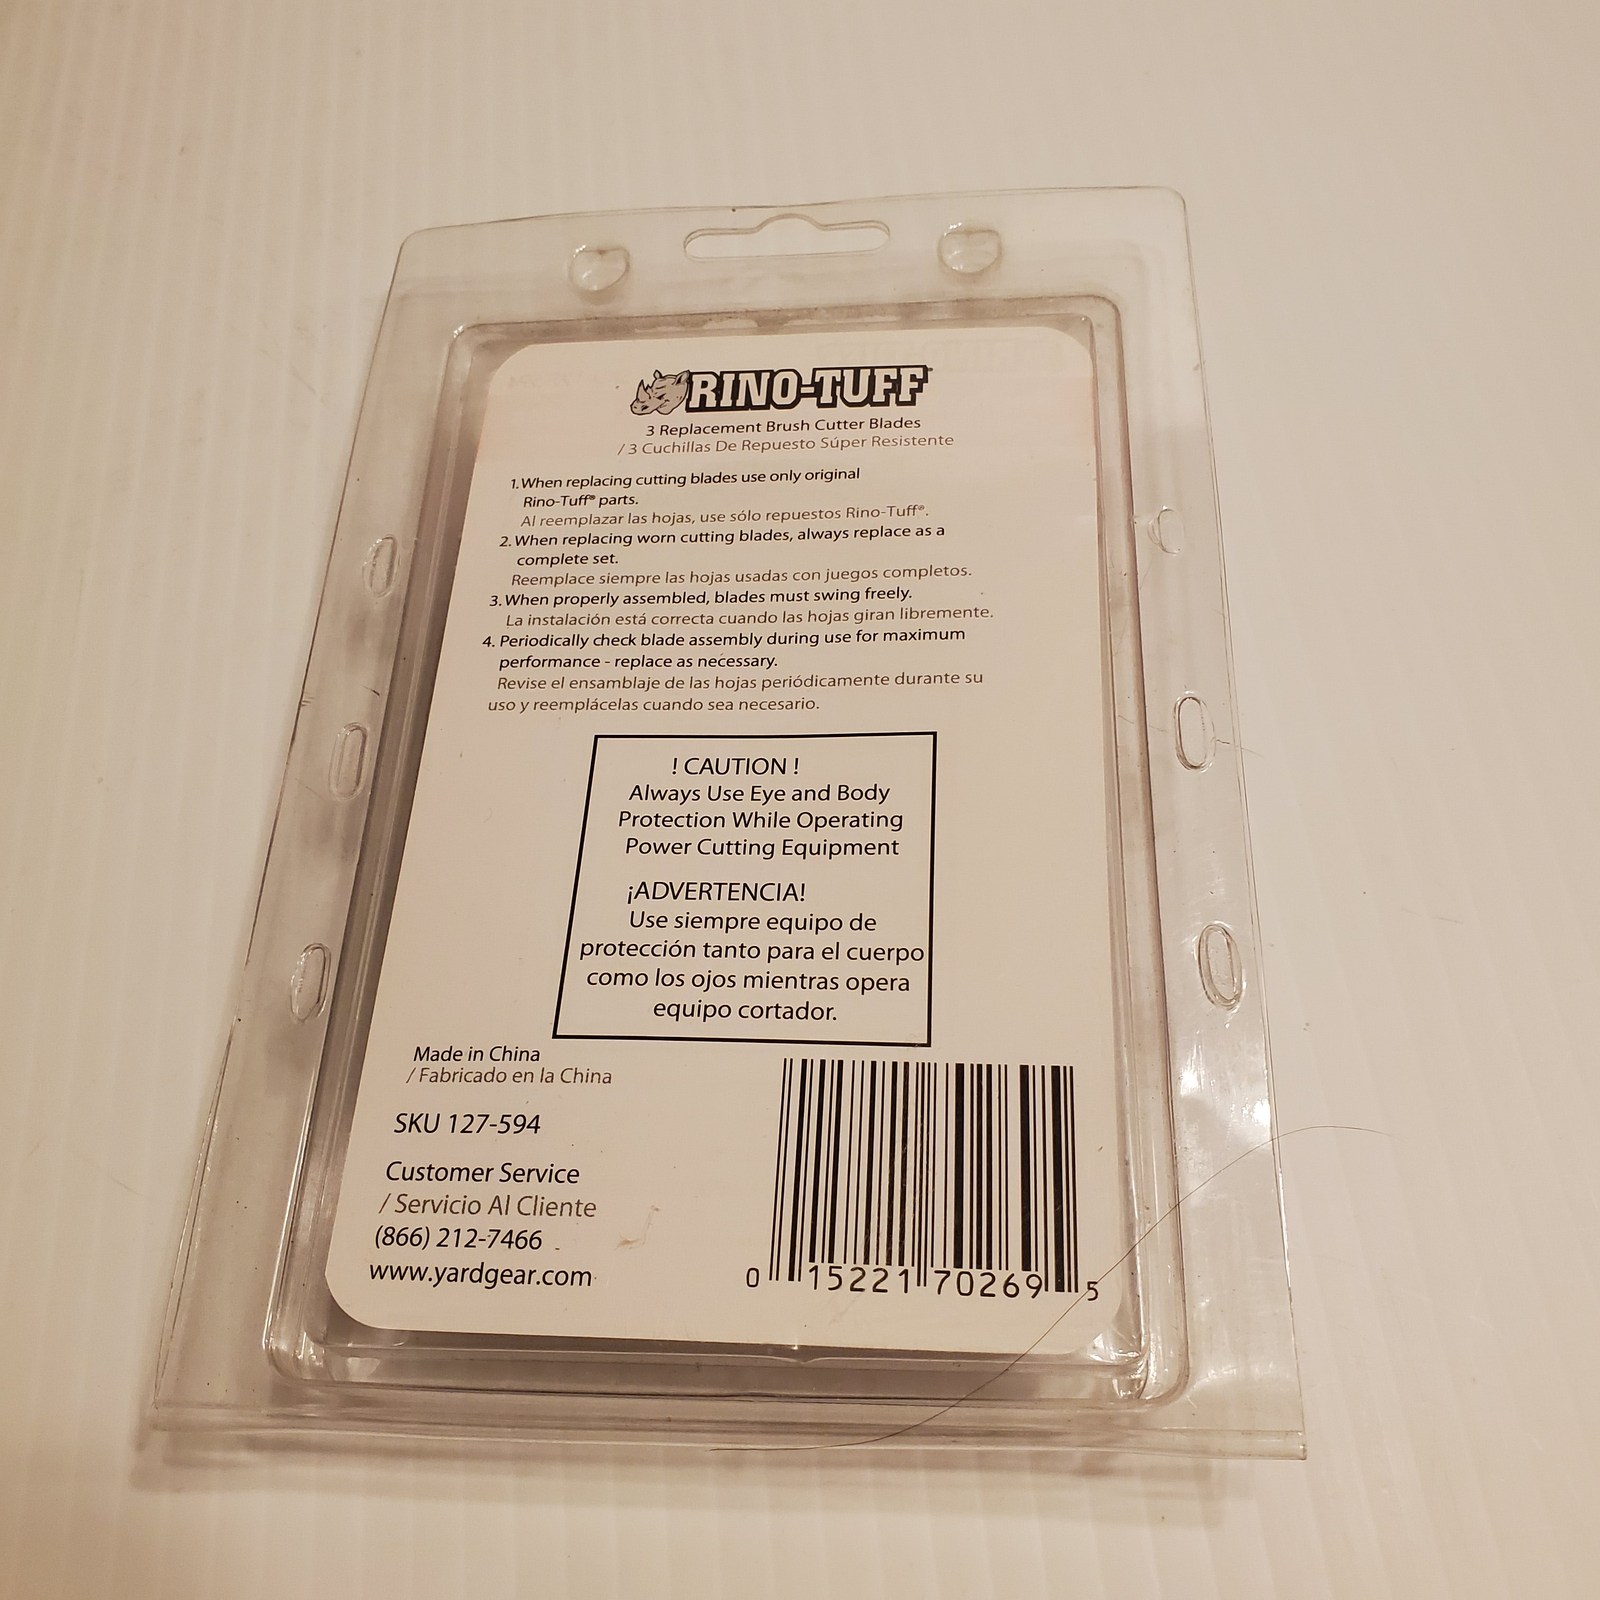 RINO-TUFF
3 Replacement Brush Cutter Blades
/ 3 Cuchillas De Repuesto Súper Resistente
1. When replacing cutting blades use only original
Rino-Tuff® parts.
Al reemplazar las hojas, use sólo repuestos Rino-Tuff®.
2. When replacing worn cutting blades, always replace as a
complete set.
Reemplace siempre las hojas usadas con juegos completos.
3. When properly assembled, blades must swing freely.
La instalación está correcta cuando las hojas giran libremente.
4. Periodically check blade assembly during use for maximum
performance - replace as necessary.
Revise el ensamblaje de las hojas periódicamente durante su
uso y reemplácelas cuando sea necesario.
! CAUTION !
Always Use Eye and Body
Protection While Operating
Power Cutting Equipment
¡ADVERTENCIA!
Use siempre equipo de
protección tanto para el cuerpo
como los ojos mientras opera
equipo cortador.
Made in China
/ Fabricado en la China
SKU 127-594
Customer Service
/ Servicio Al Cliente
(866) 212-7466
www.yardgear.com
0 15221 70269 5